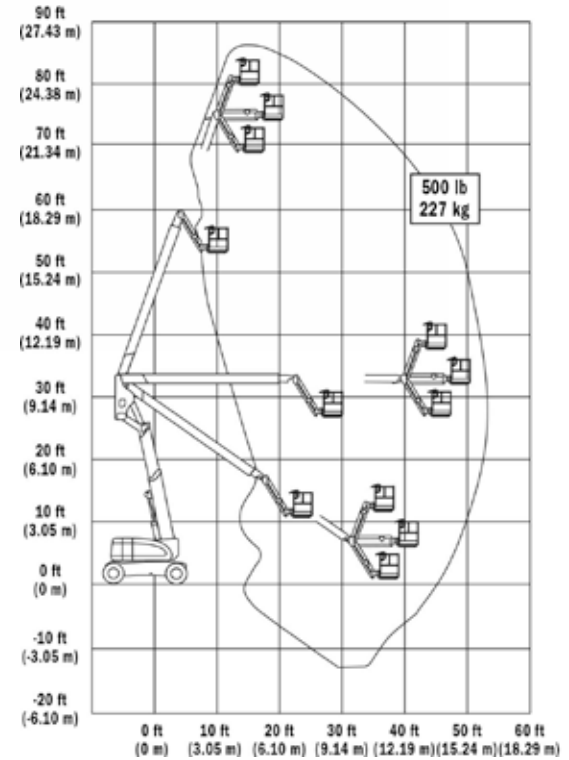 90 ft
(27.43 m)
80 ft
(24.38 m)
70 ft
(21.34 m)
60 ft
(18.29 m)
500 lb
227 kg
50 ft
(15.24 m)
40 ft
(12.19 m)
30 ft
(9.14 m)
20 ft
(6.10 m)
10 ft
(3.05 m)
0 ft
(0 m)
-10 ft
(-3.05 m)
-20 ft
(-6.10 m)
0 ft 10 ft 20 ft 30 ft 40 ft 50 ft 60 ft
(0 m) (3.05 m) (6.10 m) (9.14 m) (12.19 m) (15.24 m) (18.29 m)